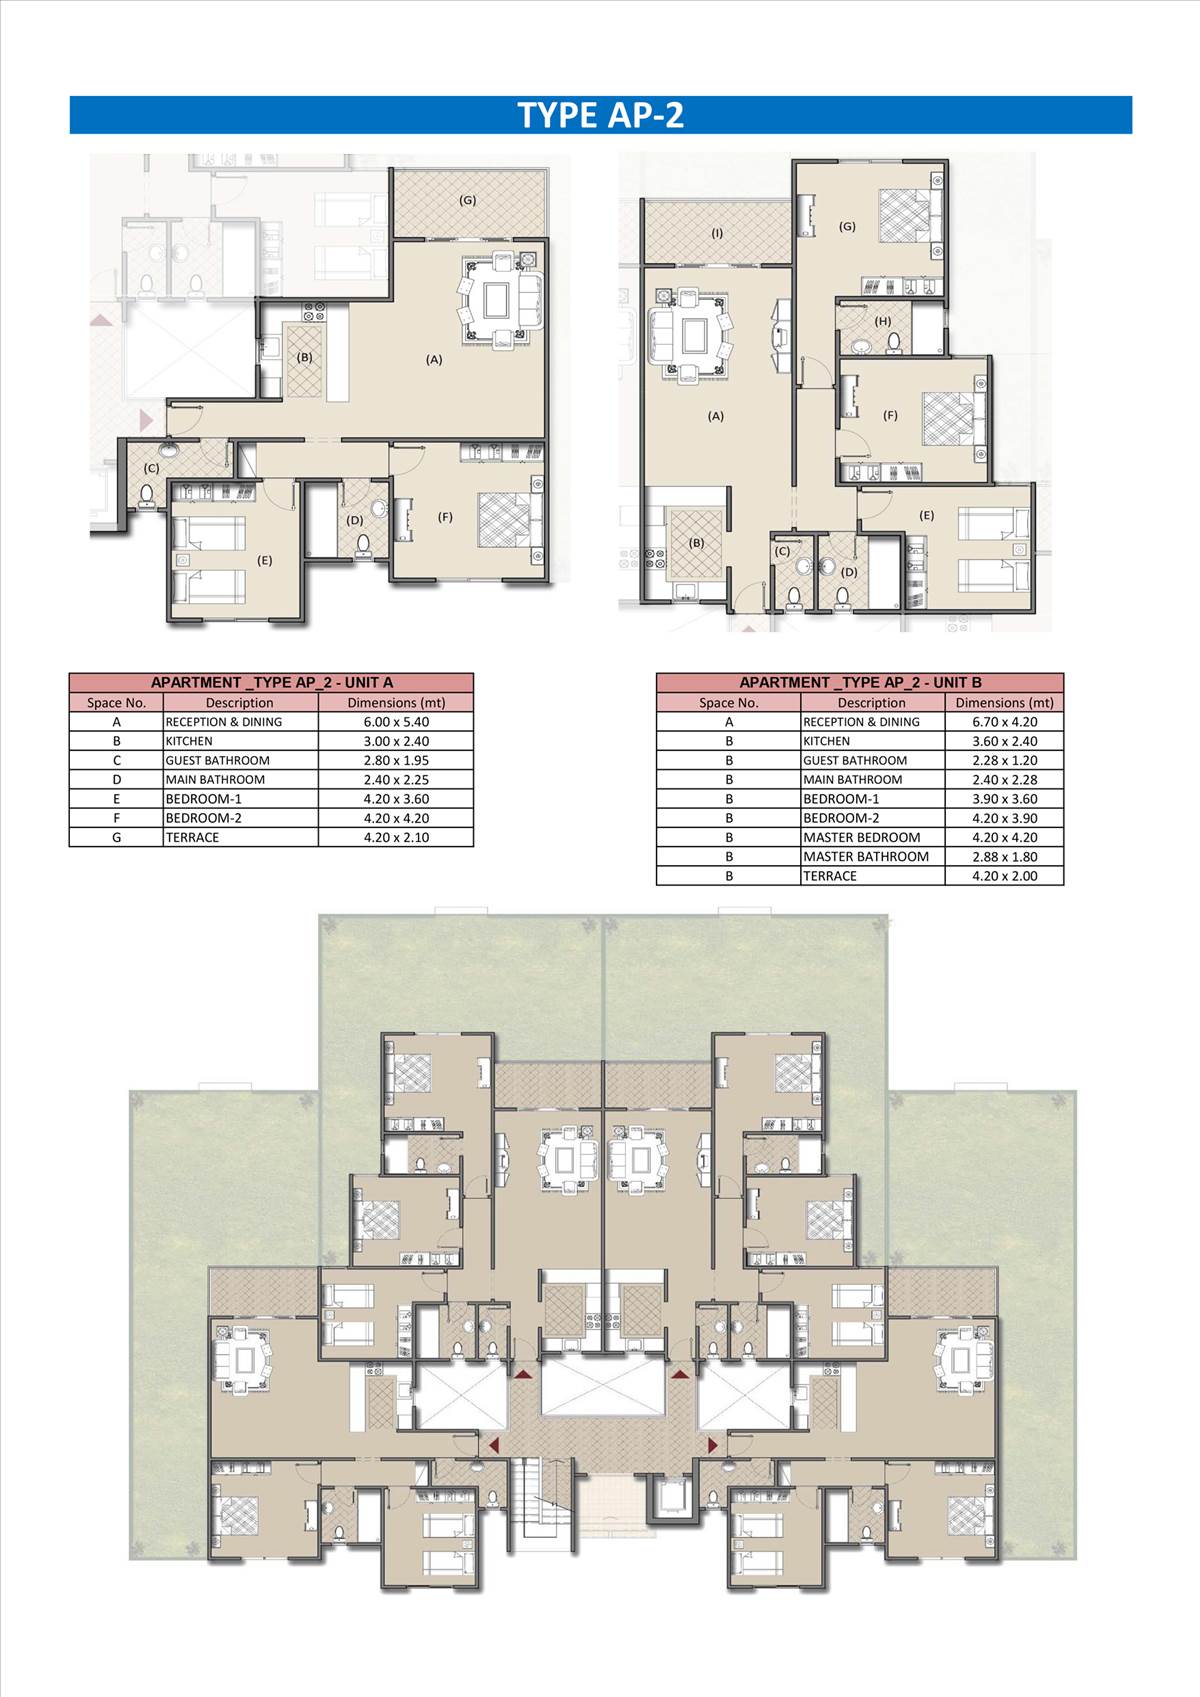 TYPE AP-2
(G)
(B)
(A)
(C)
(D)
(F)
(E)
(G)
(I)
(H)
(F)
(A)
(E)
(B)
(C)
(D)
APARTMENT _TYPE AP_2 - UNIT A
Space No. Description Dimensions (mt)
A RECEPTION & DINING 6.00 x 5.40
B KITCHEN 3.00 x 2.40
C GUEST BATHROOM 2.80 x 1.95
D MAIN BATHROOM 2.40 x 2.25
E BEDROOM-1 4.20 x 3.60
F BEDROOM-2 4.20 x 4.20
G TERRACE 4.20 x 2.10
APARTMENT _TYPE AP_2 - UNIT B
Space No. Description Dimensions (mt)
A RECEPTION & DINING 6.70 x 4.20
B KITCHEN 3.60 x 2.40
B GUEST BATHROOM 2.28 x 1.20
B MAIN BATHROOM 2.40 x 2.28
B BEDROOM-1 3.90 x 3.60
B BEDROOM-2 4.20 x 3.90
B MASTER BEDROOM 4.20 x 4.20
B MASTER BATHROOM 2.88 x 1.80
B TERRACE 4.20 x 2.00